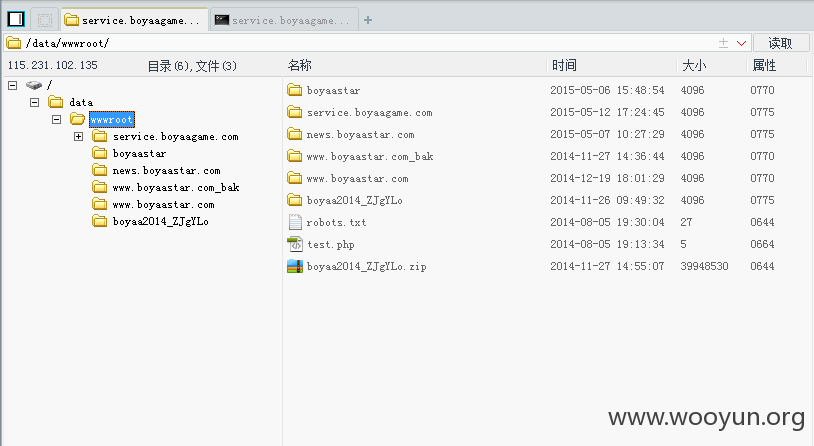 service.boyaagame...
service.boyaagame...
/data/wwwroot/
读取
115.231.102.135 目录(6),文件(3)
名称 时间 大小 属性
/
data
wwwroot
service.boyaagame.com
boyaastar
news.boyaastar.com
www.boyaastar.com_bak
www.boyaastar.com
boyaa2014_ZJgYLo
boyaastar 2015-05-06 15:48:54 4096 0770
service.boyaagame.com 2015-05-12 17:24:45 4096 0775
news.boyaastar.com 2015-05-07 10:27:29 4096 0775
www.boyaastar.com_bak 2014-11-27 14:36:44 4096 0770
www.boyaastar.com 2014-12-19 18:01:29 4096 0770
boyaa2014_ZJgYLo 2014-11-26 09:49:32 4096 0775
robots.txt 2014-08-05 19:30:04 27 0644
test.php 2014-08-05 19:13:34 5 0664
boyaa2014_ZJgYLo.zip 2014-11-27 14:55:07 39948530 0644
www.wooyun.org